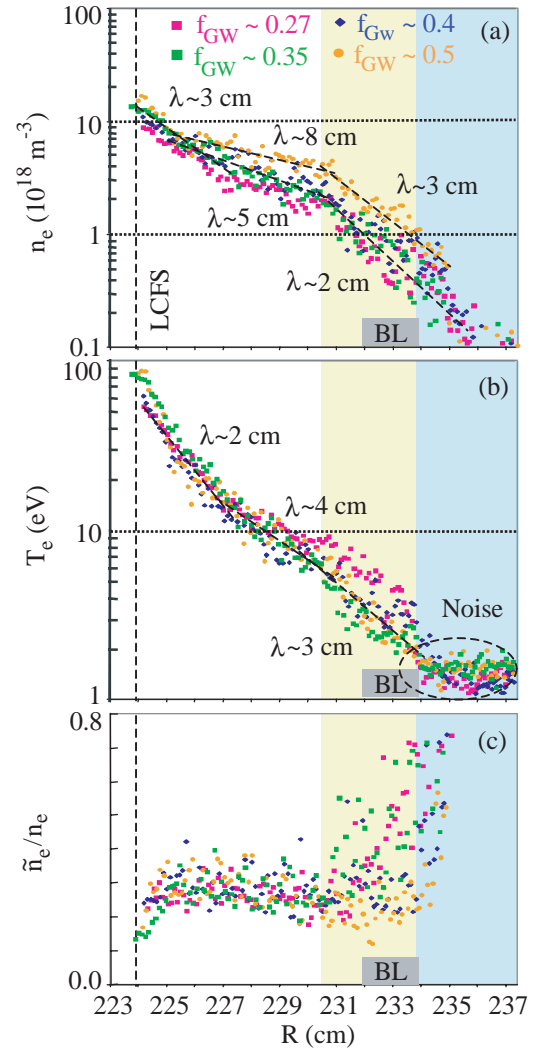 100
f_GW ~ 0.27
f_GW ~ 0.4
(a)
f_GW ~ 0.35
f_GW ~ 0.5
λ~3 cm
10
λ~8 cm
λ~3 cm
n_e (10^18 m^-3)
λ~5 cm
1
λ~2 cm
LCFS
BL
0.1
100
(b)
λ~2 cm
T_e (eV)
λ~4 cm
10
Noise
λ~3 cm
BL
1
0.8
(c)
ñ_e/n_e
BL
0.0
223 225 227 229 231 233 235 237
R (cm)